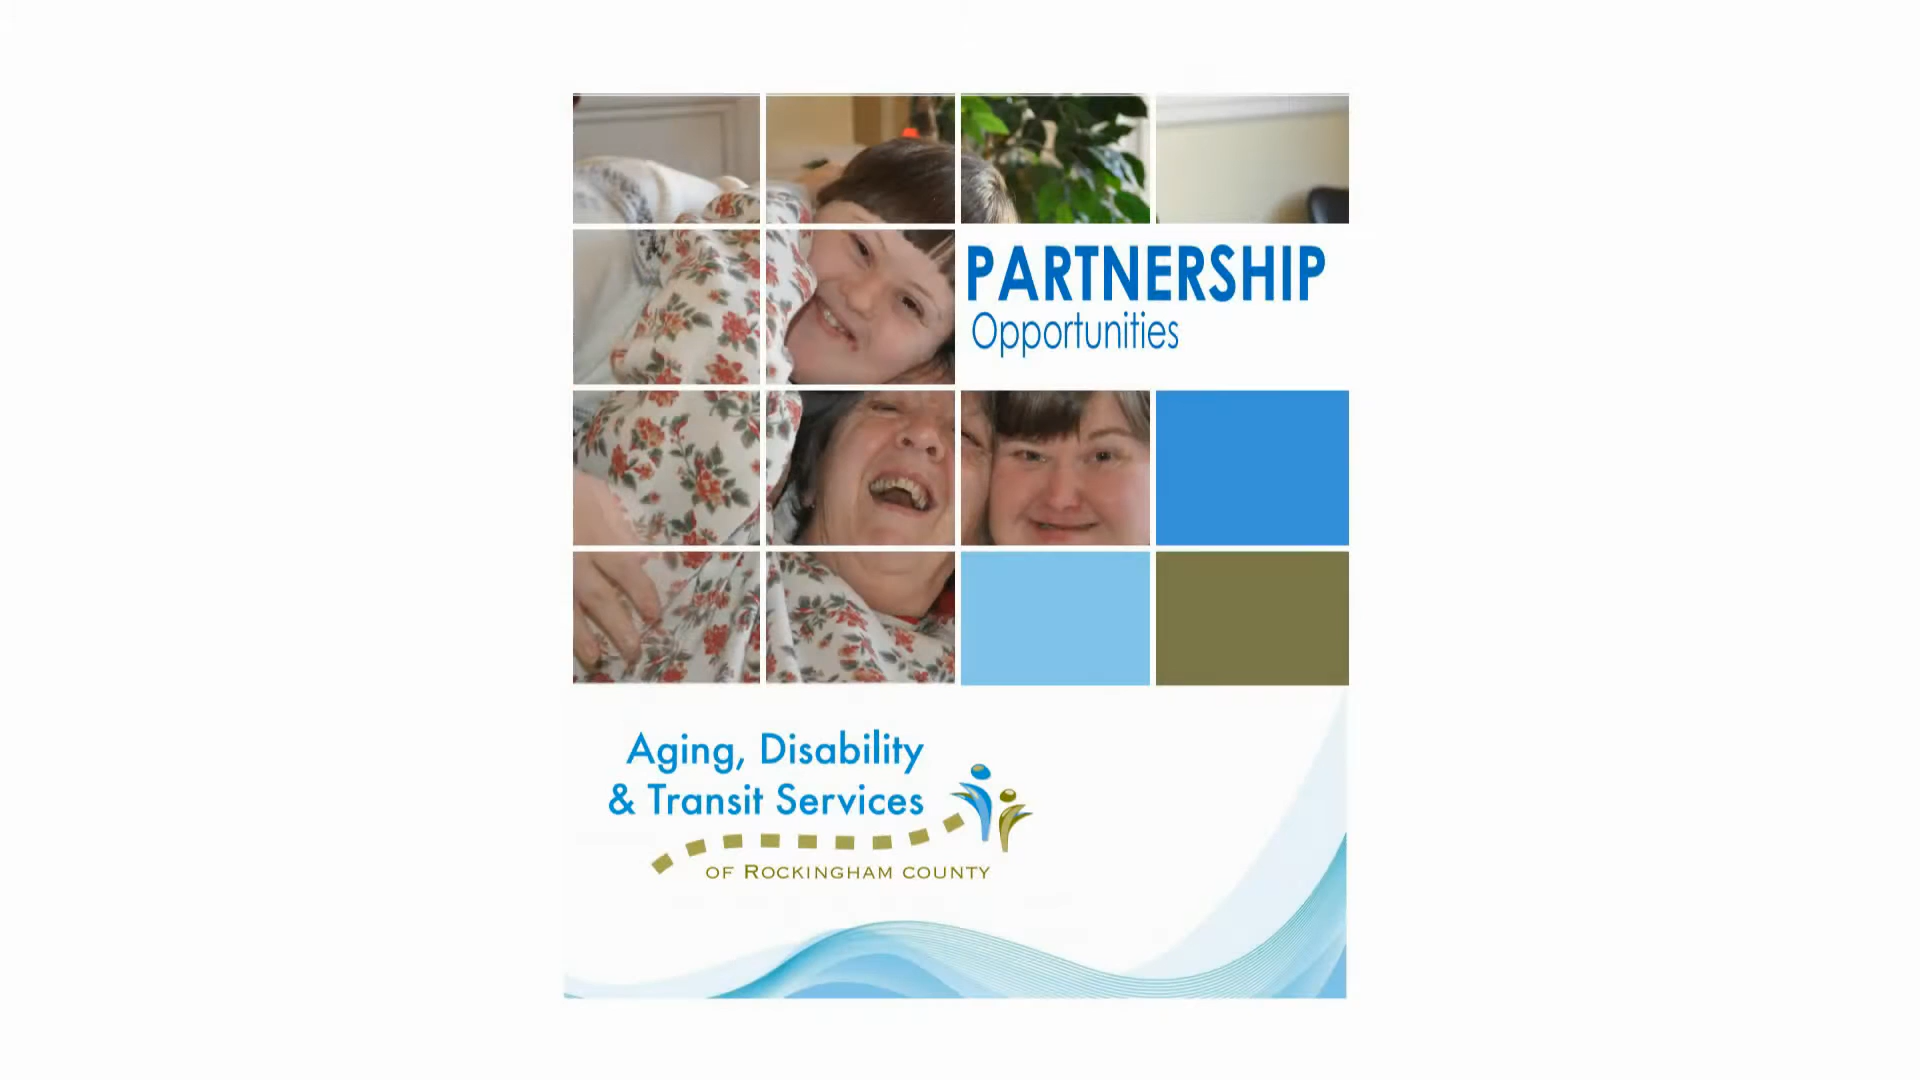 PARTNERSHIP
Opportunities
Aging, Disability
& Transit Services
OF ROCKINGHAM COUNTY